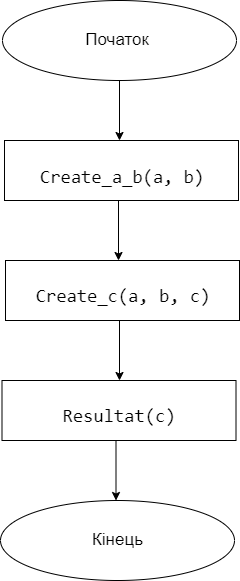 Початок
Create_a_b(a, b)
Create_c(a, b, c)
Resultat(c)
Кінець